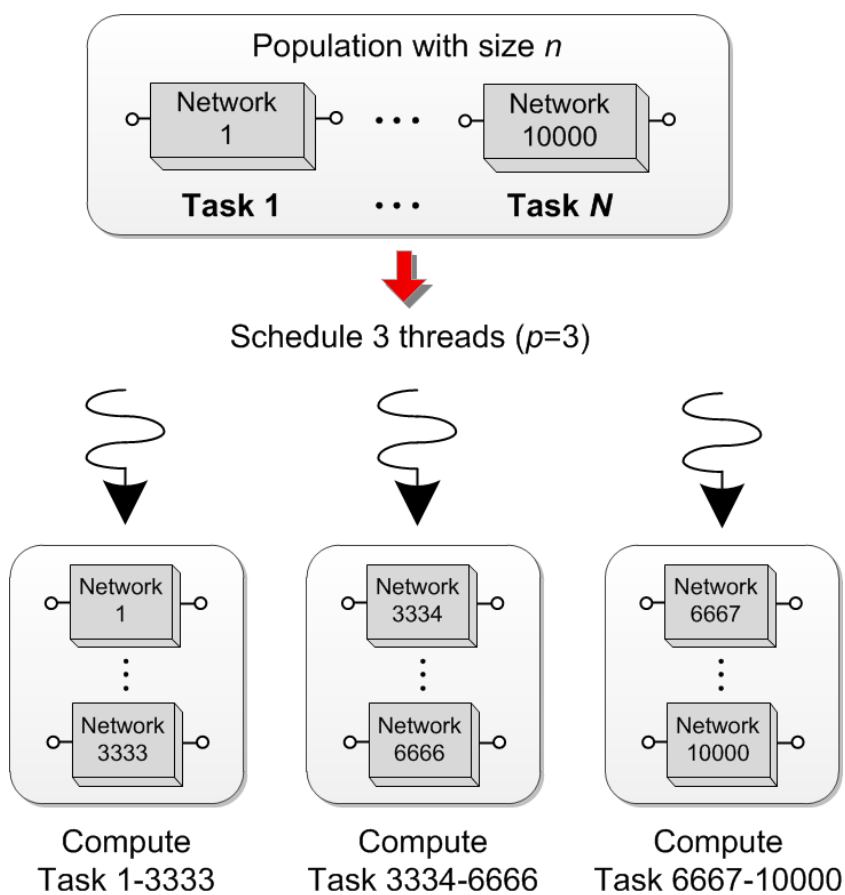 Population with size n
Network
1
...
Network
10000
Task 1
...
Task N
Schedule 3 threads (p=3)
Network
1
Network
3333
Compute
Task 1-3333
Network
3334
Network
6666
Compute
Task 3334-6666
Network
6667
Network
10000
Compute
Task 6667-10000